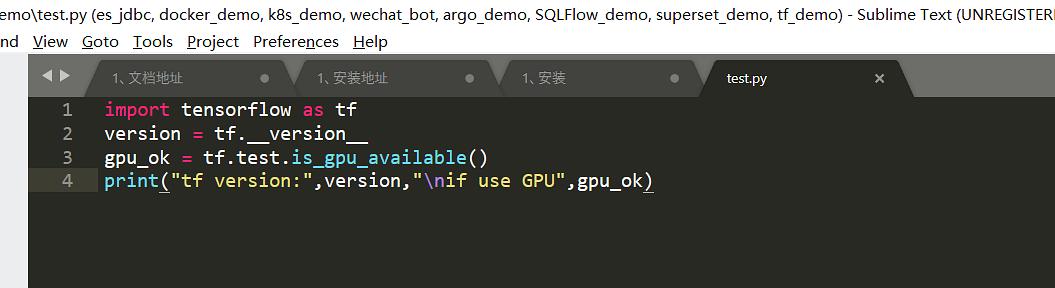 emo\test.py (es_jdbc, docker_demo, k8s_demo, wechat_bot, argo_demo, SQLFlow_demo, superset_demo, tf_demo) - Sublime Text (UNREGISTER
nd View Goto Tools Project Preferences Help
1、文档地址 1、安装地址 1、安装 test.py
1 import tensorflow as tf
2 version = tf.__version__
3 gpu_ok = tf.test.is_gpu_available()
4 print("tf version:",version,"\nif use GPU",gpu_ok)